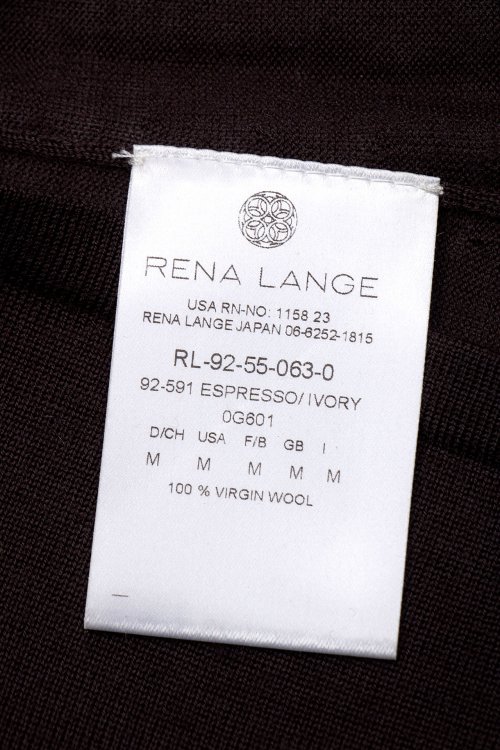 RENA LANGE
USA RN-NO: 1158 23
RENA LANGE JAPAN 06-6252-1815
RL-92-55-063-0
92-591 ESPRESSO/IVORY
0G601
D/CH USA F/B GB I
M M M M M
100 % VIRGIN WOOL